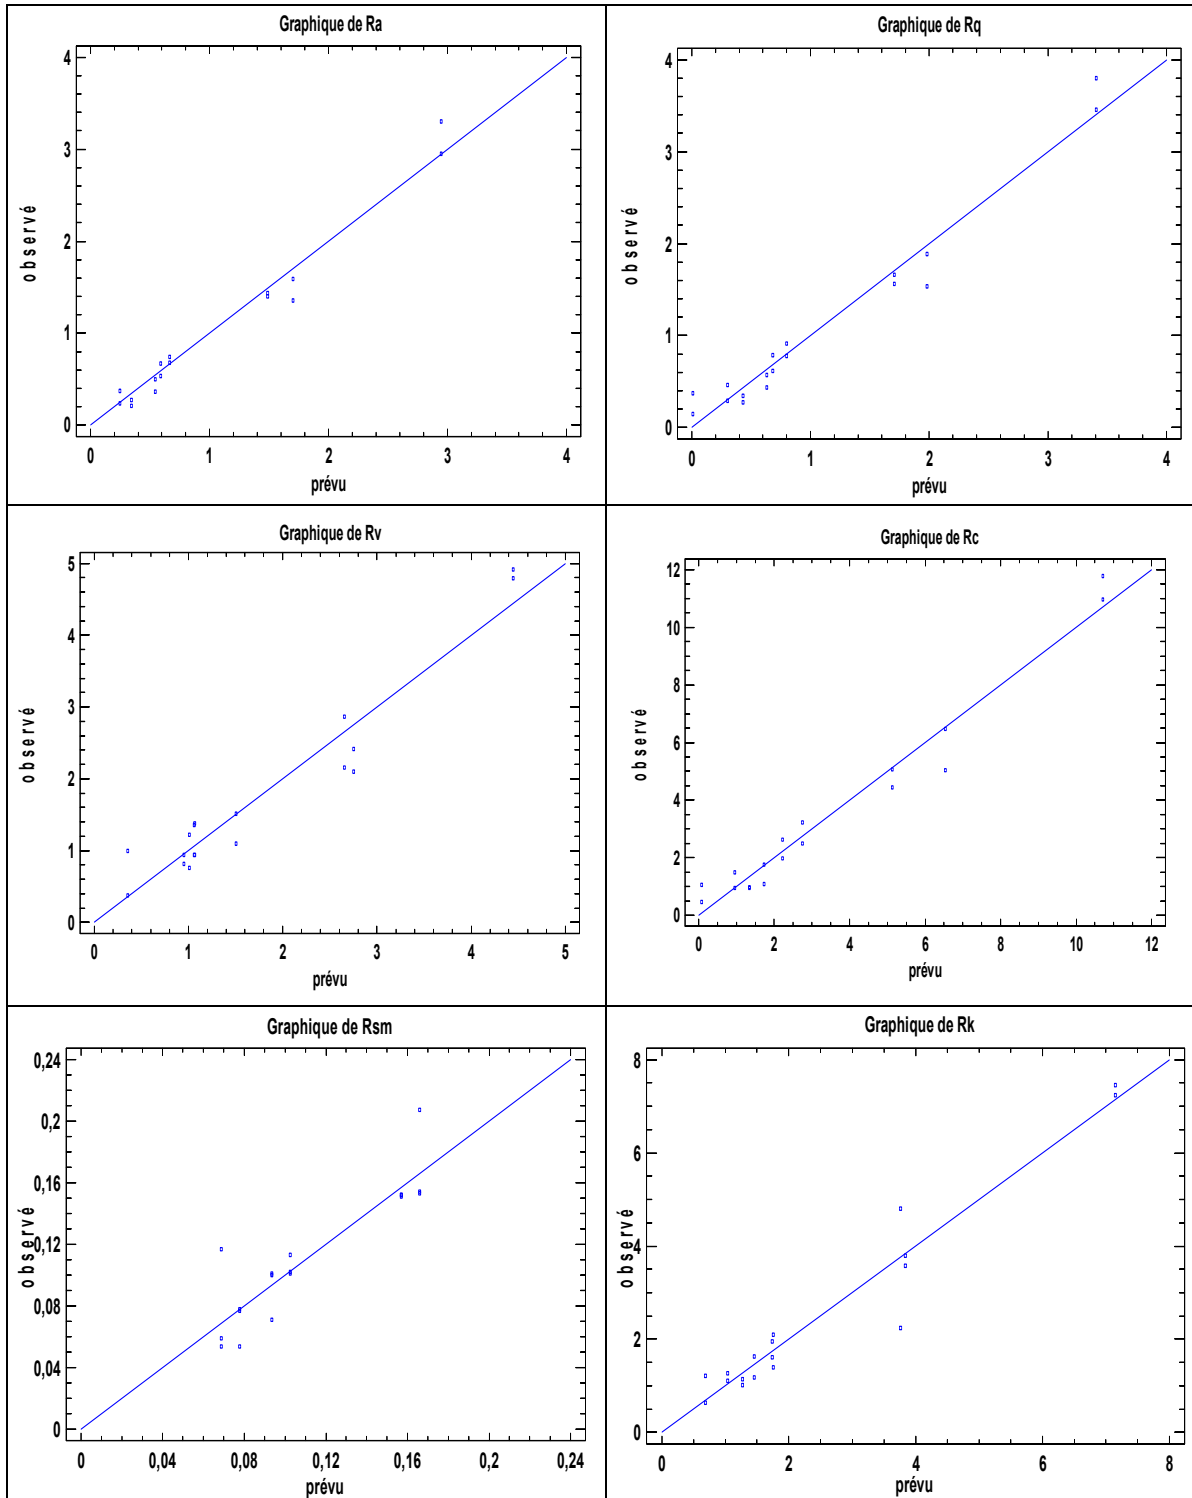 Graphique de Ra
4
3
2
1
0
observé
0 1 2 3 4
prévu
Graphique de Rq
4
3
2
1
0
observé
0 1 2 3 4
prévu
Graphique de Rv
5
4
3
2
1
0
observé
0 1 2 3 4 5
prévu
Graphique de Rc
12
10
8
6
4
2
0
observé
0 2 4 6 8 10 12
prévu
Graphique de Rsm
0,24
0,2
0,16
0,12
0,08
0,04
0
observé
0 0,04 0,08 0,12 0,16 0,2 0,24
prévu
Graphique de Rk
8
6
4
2
0
observé
0 2 4 6 8
prévu